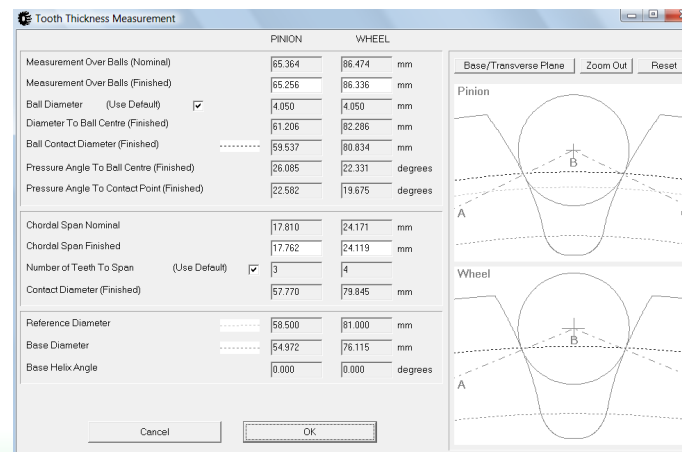 Tooth Thickness Measurement
PINION WHEEL
Measurement Over Balls (Nominal) 65.364 86.474 mm
Measurement Over Balls (Finished) 65.256 86.336 mm
Ball Diameter (Use Default) 4.050 4.050 mm
Diameter To Ball Centre (Finished) 61.206 82.286 mm
Ball Contact Diameter (Finished) 59.537 80.834 mm
Pressure Angle To Ball Centre (Finished) 26.085 22.331 degrees
Pressure Angle To Contact Point (Finished) 22.582 19.675 degrees
Chordal Span Nominal 17.810 24.171 mm
Chordal Span Finished 17.762 24.119 mm
Number of Teeth To Span (Use Default) 3 4
Contact Diameter (Finished) 57.770 79.845 mm
Reference Diameter 58.500 81.000 mm
Base Diameter 54.972 76.115 mm
Base Helix Angle 0.000 0.000 degrees
Cancel OK
Base/Transverse Plane Zoom Out Reset
Pinion
B
A
Wheel
B
A